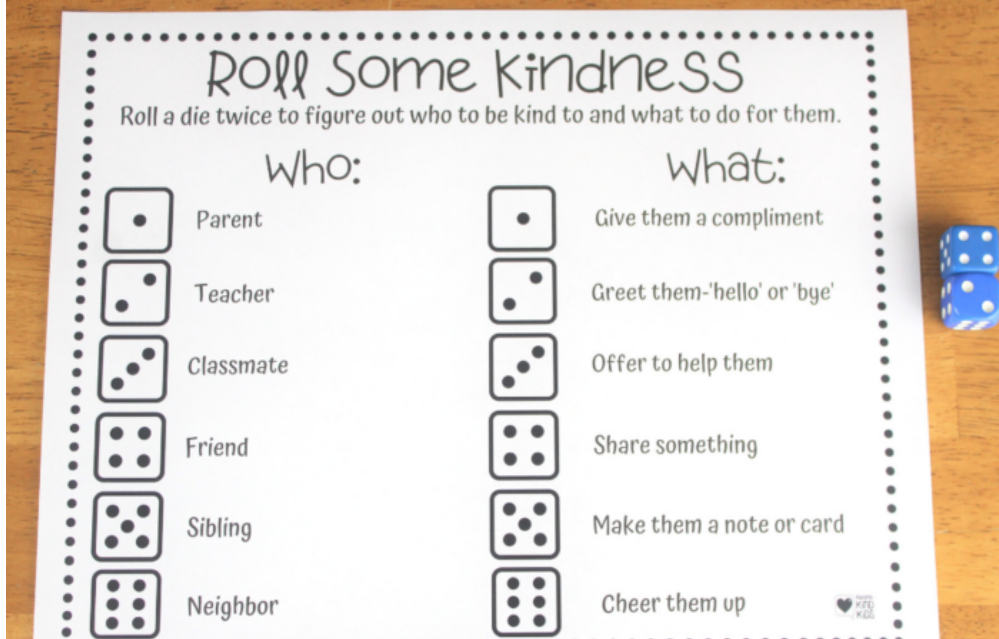 Roll Some Kindness
Roll a die twice to figure out who to be kind to and what to do for them.
Who:
What:
Parent
Give them a compliment
Teacher
Greet them-'hello' or 'bye'
Classmate
Offer to help them
Friend
Share something
Sibling
Make them a note or card
Neighbor
Cheer them up
KIND
KIDS